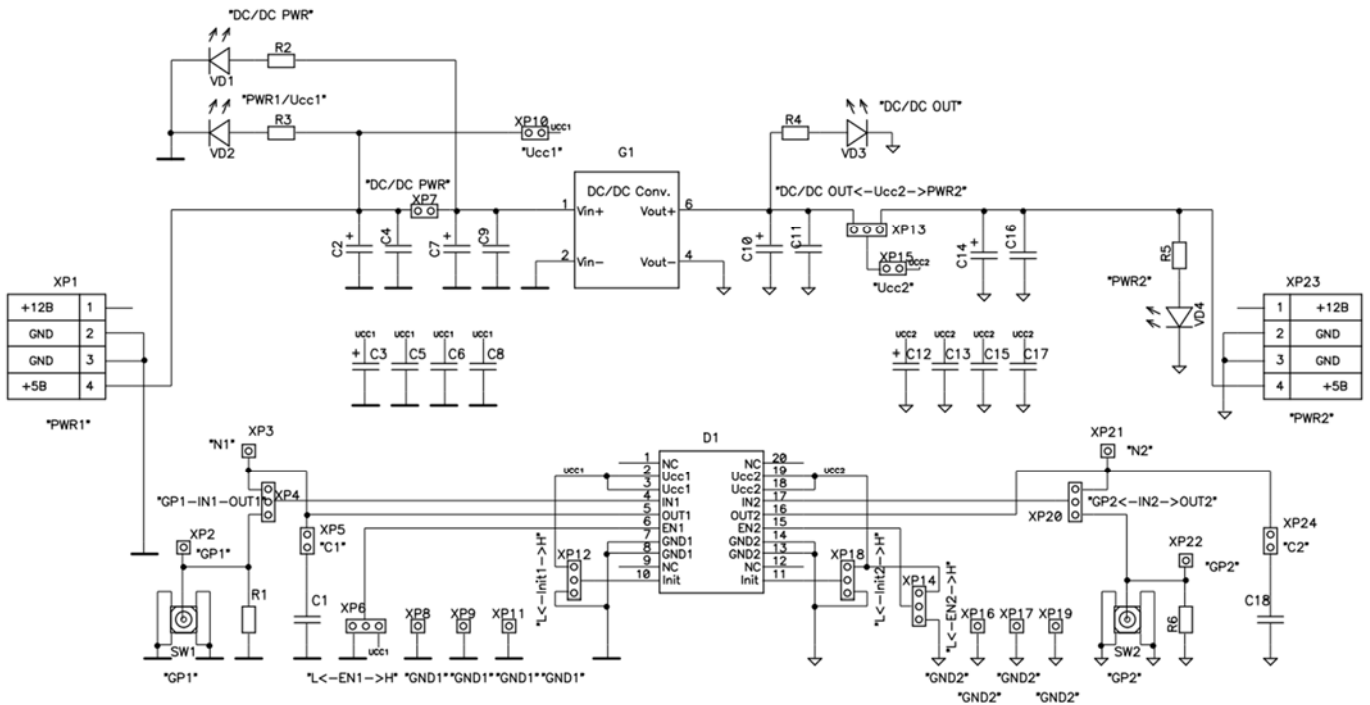 "DC/DC PWR"
R2
VD1
"PWR1/Ucc1"
R3
VD2
XP10
UCC1
"Ucc1"
"DC/DC PWR"
XP7
G1
DC/DC Conv.
1
Vin+
Vout+
6
2
Vin-
Vout-
4
R4
VD3
"DC/DC OUT"
"DC/DC OUT<-Ucc2->PWR2"
XP13
XP15
UCC2
"Ucc2"
C2
C4
C7
C9
+
+
C10
C11
+
C14
C16
+
R5
"PWR2"
VD4
XP1
+12B 1
GND 2
GND 3
+5B 4
"PWR1"
XP23
1 +12B
2 GND
3 GND
4 +5B
"PWR2"
UCC1 UCC1 UCC1 UCC1
+ C3 C5 C6 C8
UCC2 UCC2 UCC2 UCC2
+ C12 C13 C15 C17
XP3
"N1"
XP4
"GP1-IN1-OUT1"
XP2
"GP1"
XP5
"C1"
R1
C1
SW1
"GP1"
XP6
UCC1
"L<-EN1->H"
XP8
XP9
XP11
"GND1" "GND1" "GND1" "GND1"
UCC1
XP12
"L<-Init1->H"
D1
1 NC NC 20
2 Ucc1 Ucc2 19
3 Ucc1 Ucc2 18
4 IN1 IN2 17
5 OUT1 OUT2 16
6 EN1 EN2 15
7 GND1 GND2 14
8 GND1 GND2 13
9 NC NC 12
10 Init Init 11
UCC2
XP18
"L<-Init2->H"
XP14
"L<-EN2->H"
XP16
XP17
XP19
"GND2" "GND2"
"GND2" "GND2"
XP21
"N2"
"GP2<-IN2->OUT2"
XP20
XP22
"GP2"
R6
SW2
"GP2"
XP24
"C2"
C18